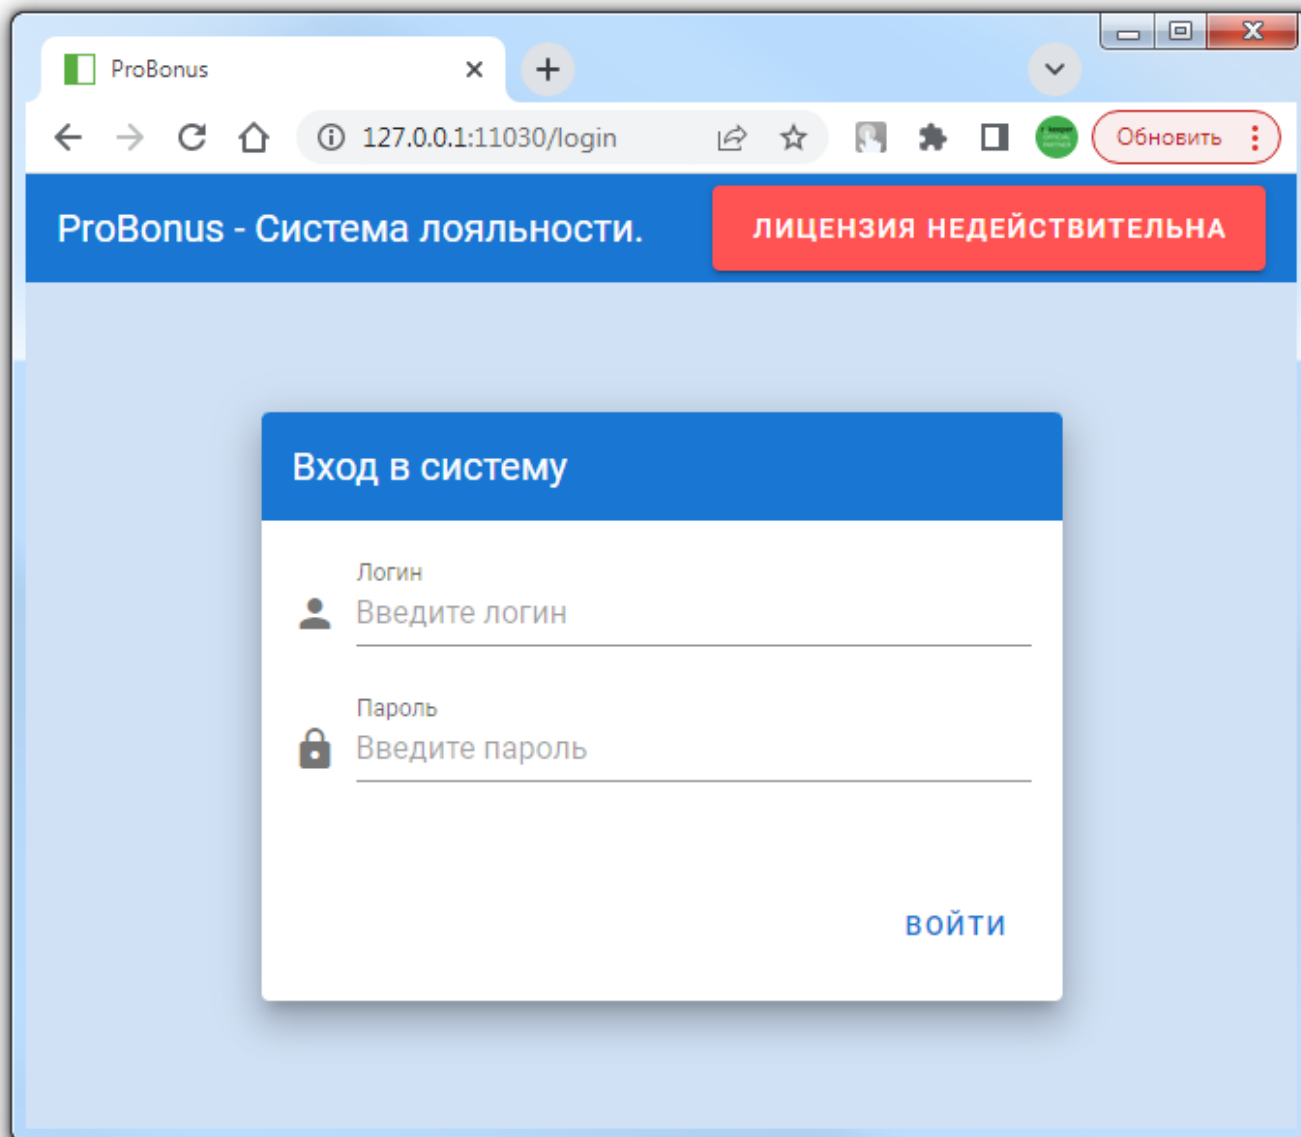 ProBonus
127.0.0.1:11030/login
Обновить
ProBonus - Система лояльности.
ЛИЦЕНЗИЯ НЕДЕЙСТВИТЕЛЬНА
Вход в систему
Логин
Введите логин
Пароль
Введите пароль
ВОЙТИ